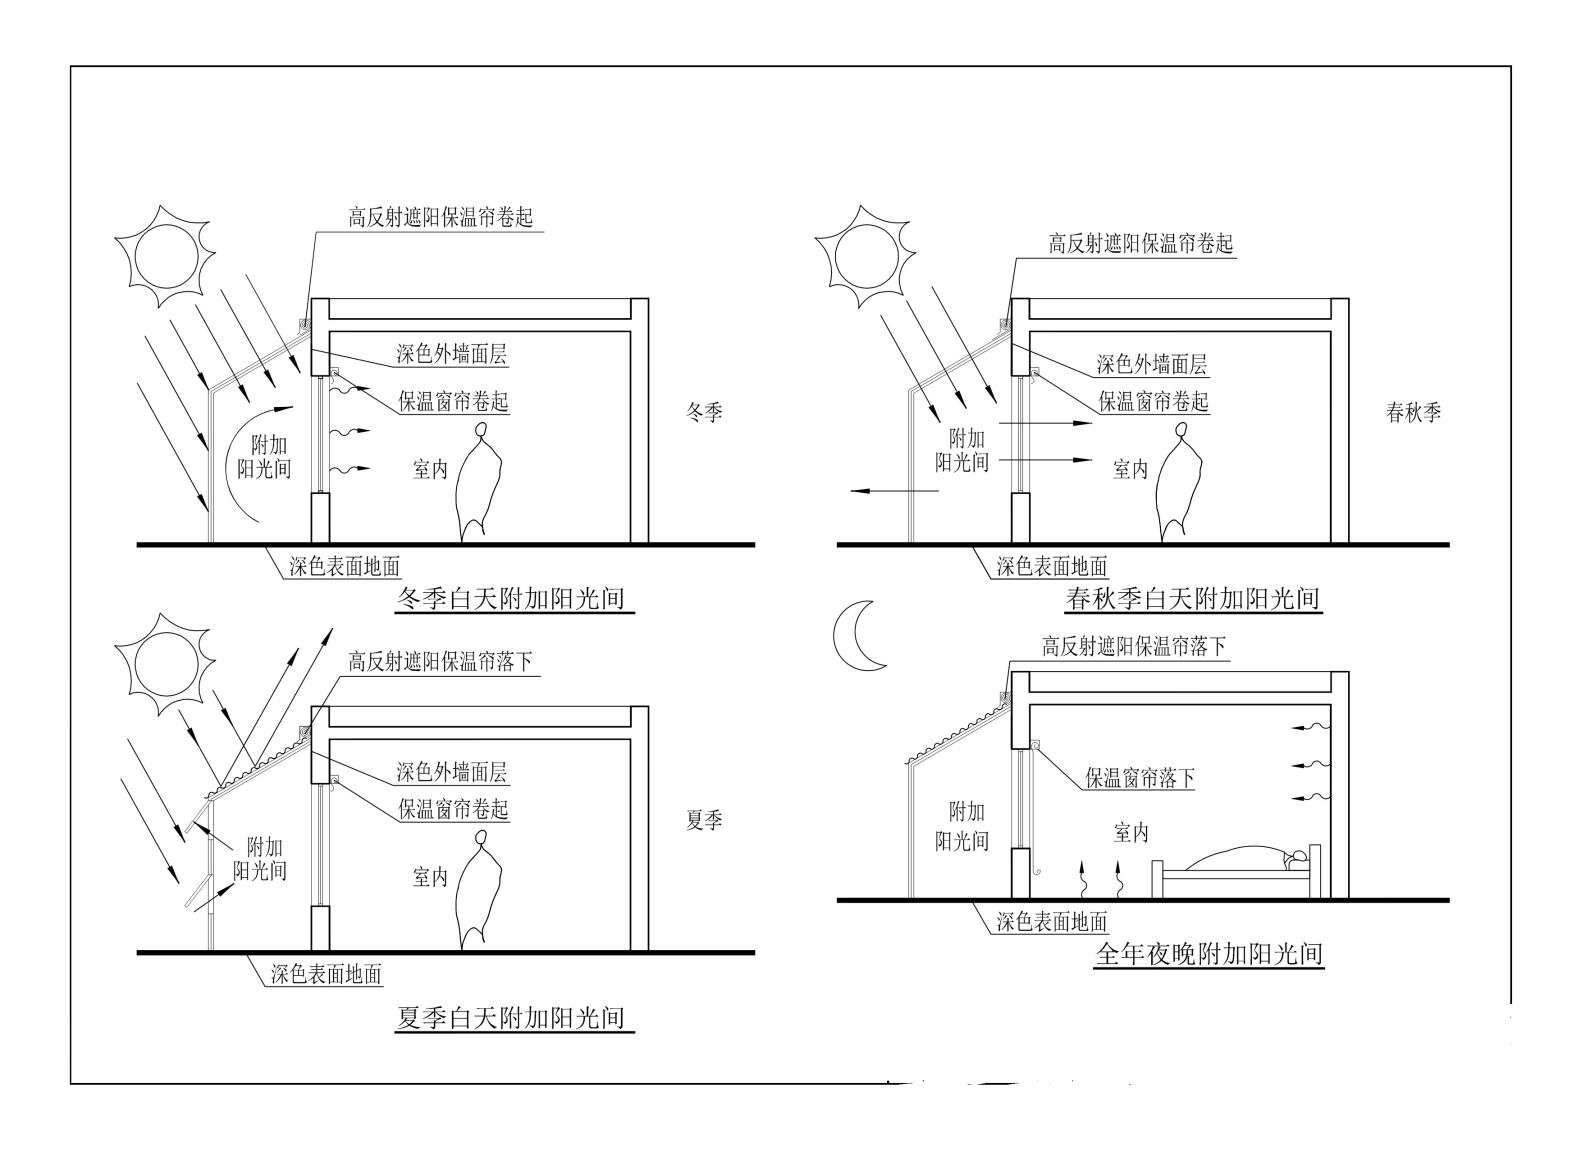 高反射遮阳保温帘卷起
深色外墙面层
保温窗帘卷起
冬季
附加
阳光间
室内
深色表面地面
冬季白天附加阳光间
高反射遮阳保温帘卷起
深色外墙面层
保温窗帘卷起
春秋季
附加
阳光间
室内
深色表面地面
春秋季白天附加阳光间
高反射遮阳保温帘落下
深色外墙面层
保温窗帘卷起
夏季
附加
阳光间
室内
深色表面地面
夏季白天附加阳光间
高反射遮阳保温帘落下
保温窗帘落下
附加
阳光间
室内
深色表面地面
全年夜晚附加阳光间